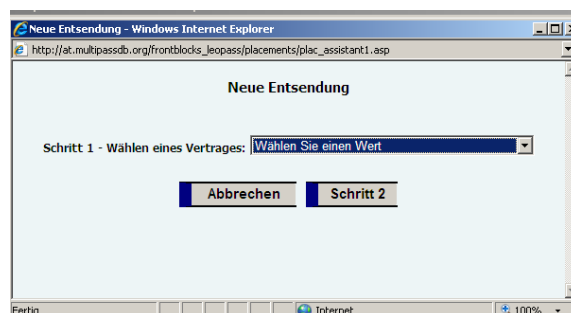 Neue Entsendung - Windows Internet Explorer
http://at.multipassdb.org/frontblocks_leopass/placements/plac_assistant1.asp
Neue Entsendung
Schritt 1 - Wählen eines Vertrages: Wählen Sie einen Wert
Abbrechen Schritt 2
Fertig Internet 100%